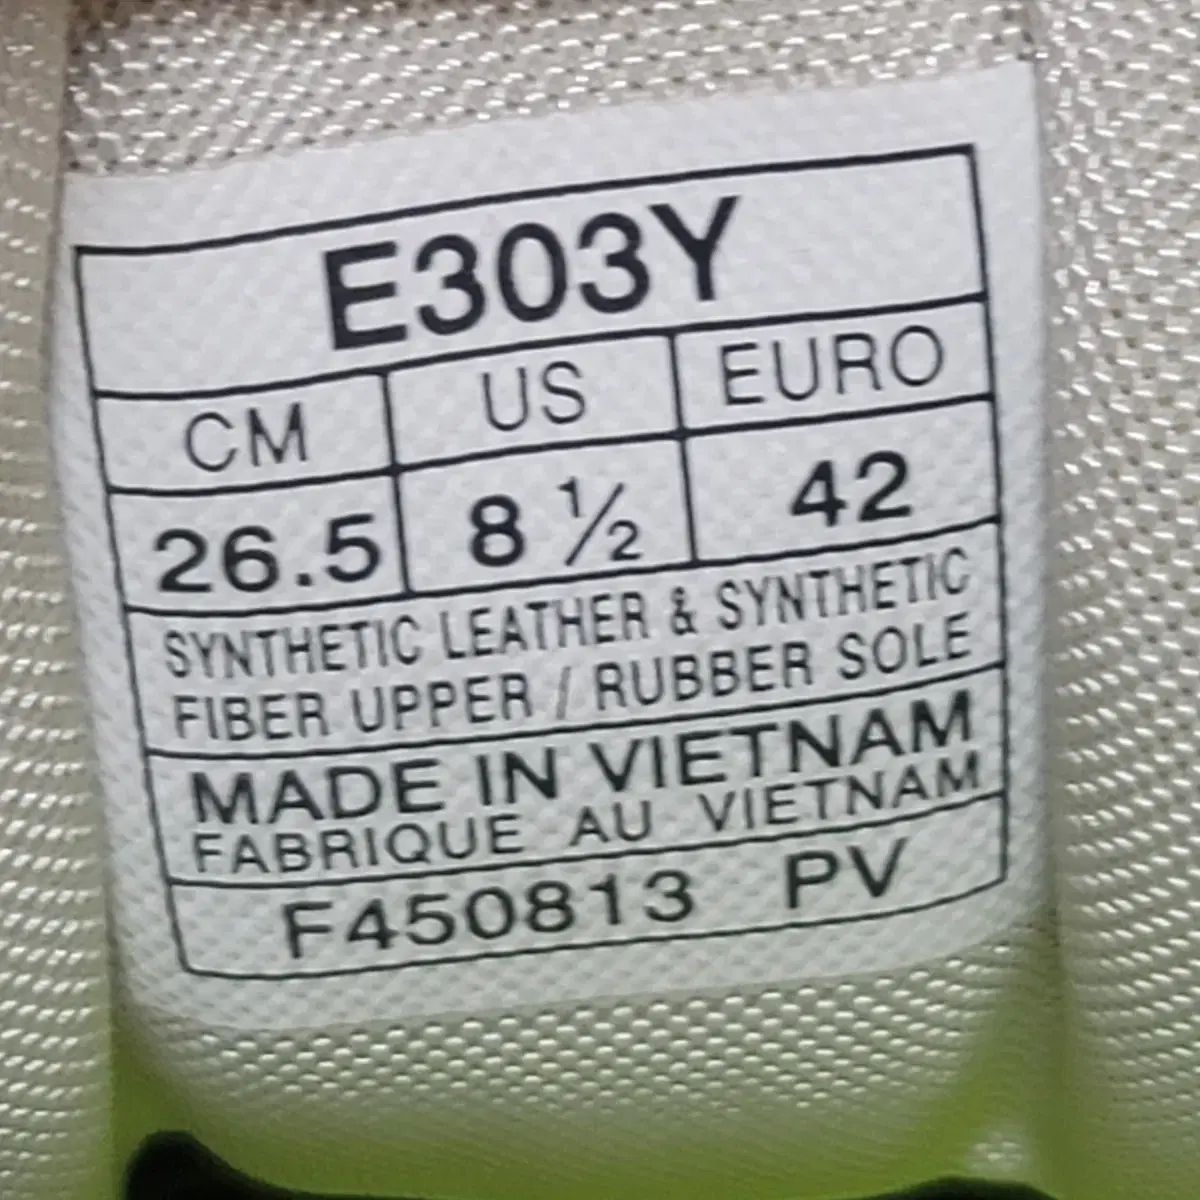 E303Y
CM US EURO
26.5 8 ½ 42
SYNTHETIC LEATHER & SYNTHETIC
FIBER UPPER / RUBBER SOLE
MADE IN VIETNAM
FABRIQUE AU VIETNAM
F450813 PV